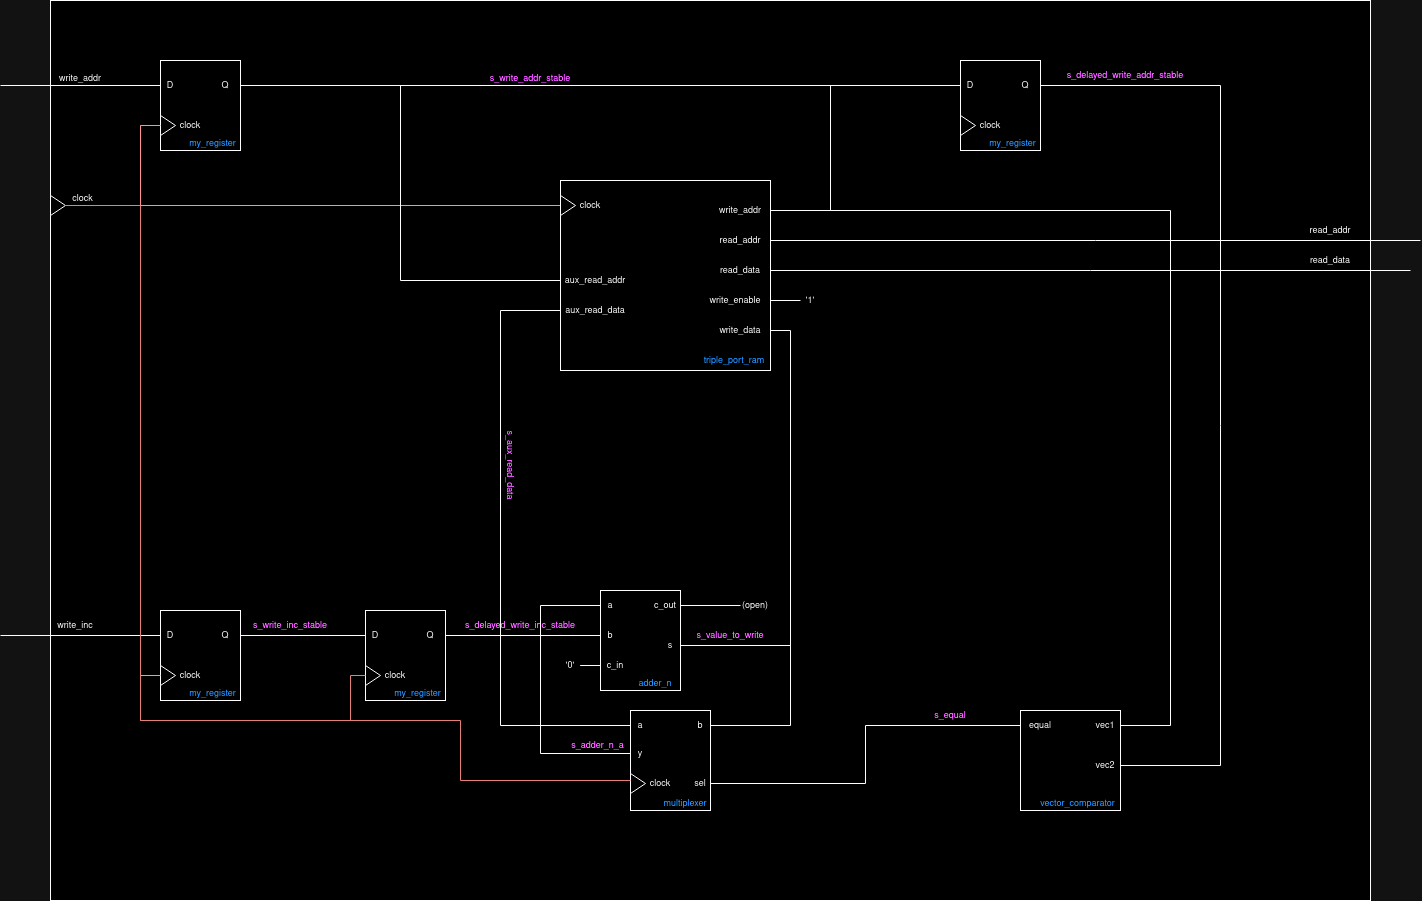 write_addr
D
Q
clock
my_register
s_write_addr_stable
D
Q
clock
my_register
s_delayed_write_addr_stable
clock
clock
write_addr
read_addr
read_data
aux_read_addr
aux_read_data
write_enable
'1'
write_data
triple_port_ram
read_addr
read_data
s_aux_read_data
write_inc
D
Q
clock
my_register
s_write_inc_stable
D
Q
clock
my_register
s_delayed_write_inc_stable
a
c_out
(open)
b
s
s_value_to_write
'0'
c_in
adder_n
a
b
s_adder_n_a
y
clock
sel
multiplexer
s_equal
equal
vec1
vec2
vector_comparator